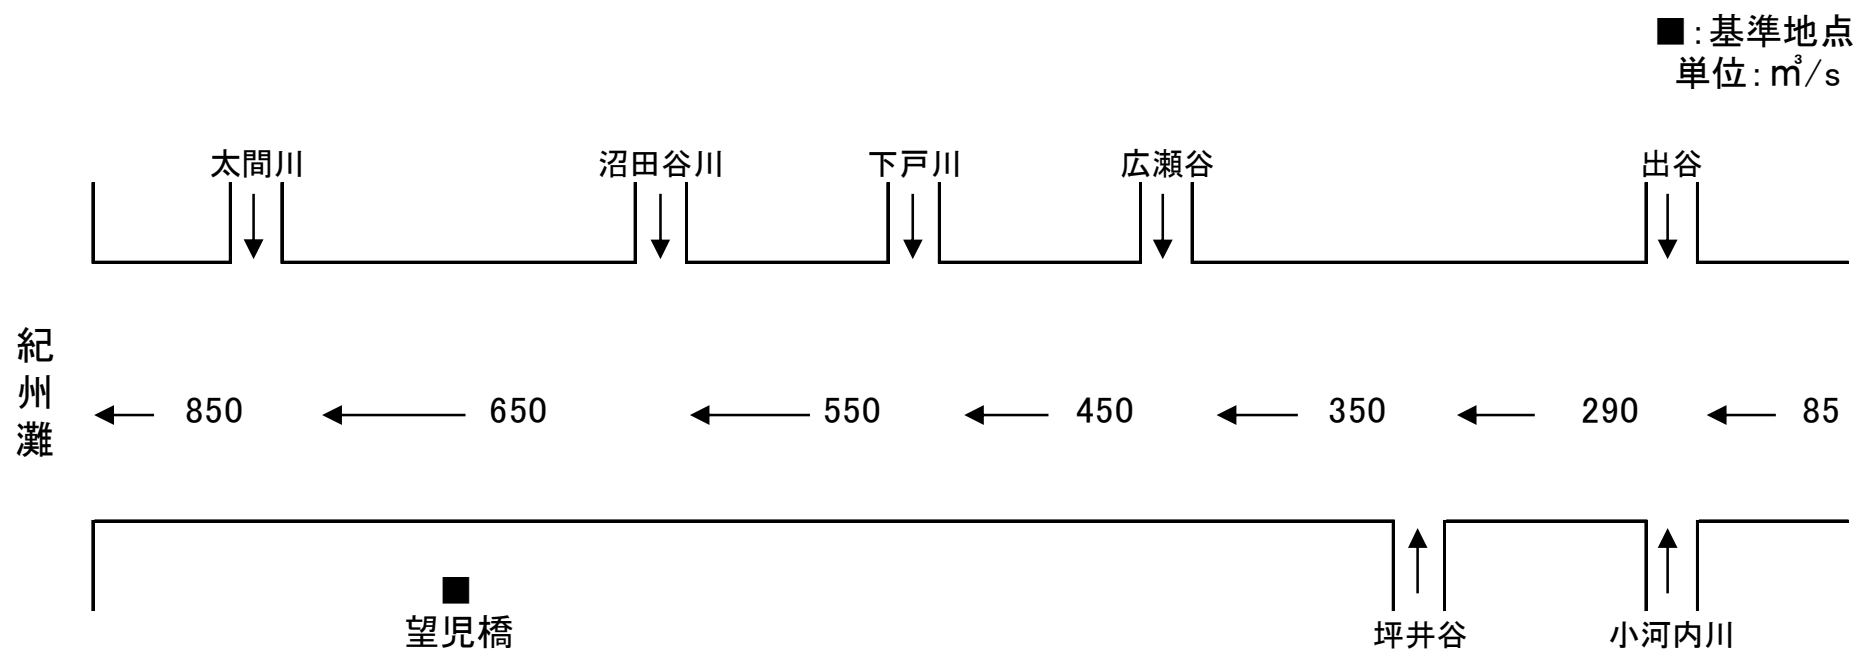 ■:基準地点
単位:㎥/s
太間川
沼田谷川
下戸川
広瀬谷
出谷
紀州灘
850
650
550
450
350
290
85
■
望児橋
坪井谷
小河内川